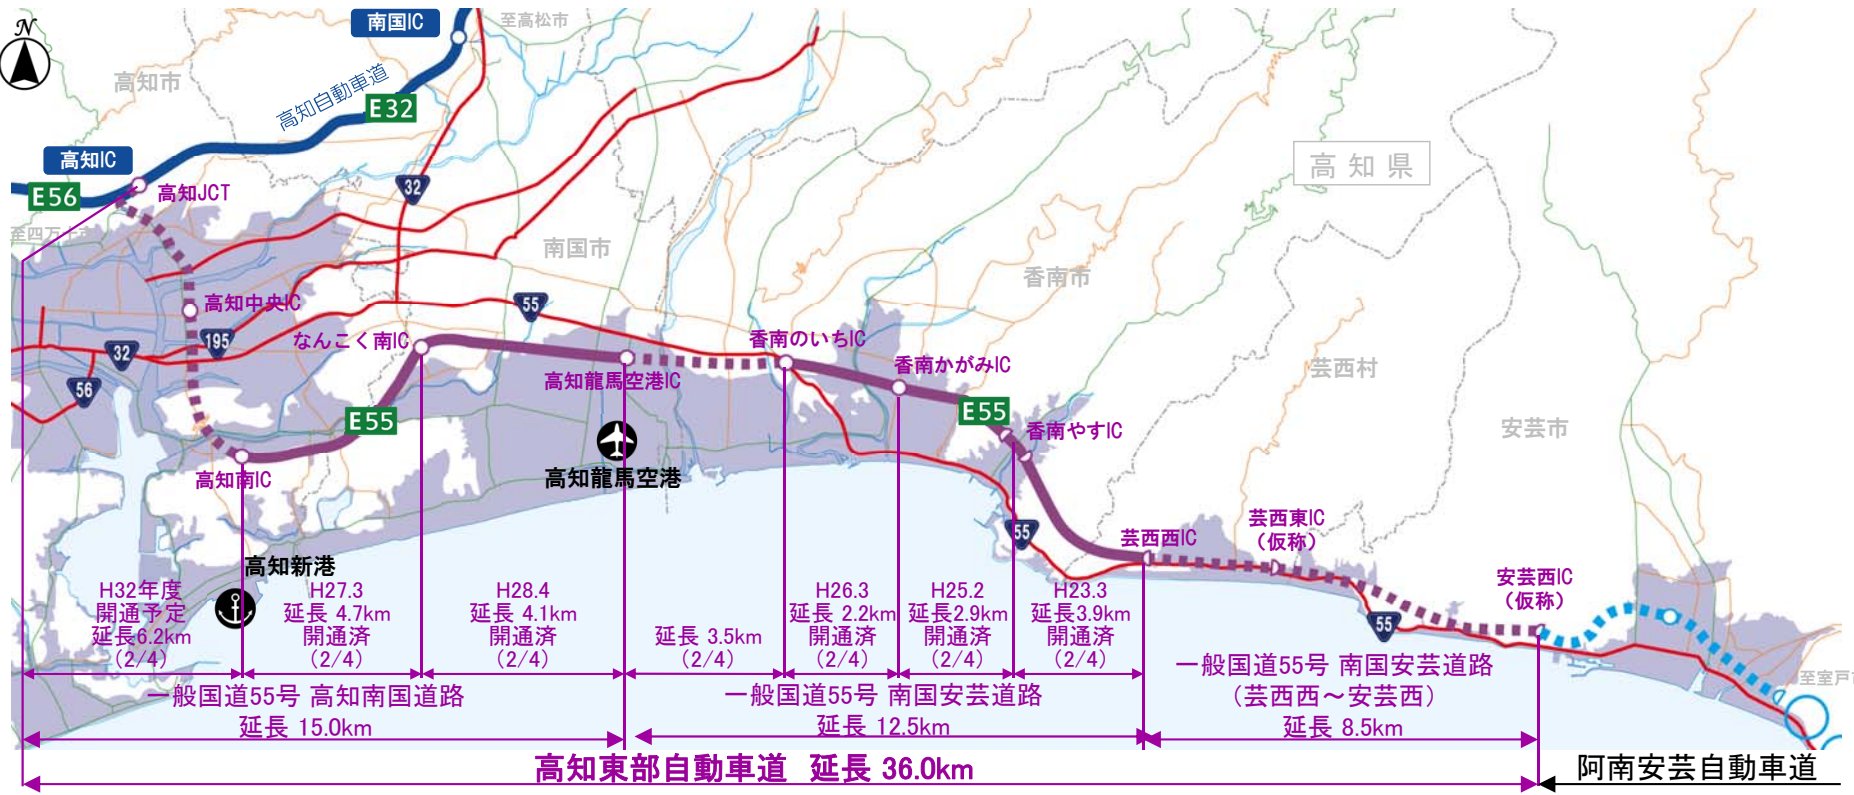 N
南国IC
至高松市
高知市
高知自動車道
E32
高知IC
E56
高知JCT
32
高知県
南国市
香南市
高知中央IC
55
195
なんこく南IC
32
56
香南のいちIC
香南かがみIC
高知龍馬空港IC
芸西村
E55
E55
香南やすIC
安芸市
高知南IC
高知龍馬空港
55
芸西西IC
芸西東IC
(仮称)
安芸西IC
(仮称)
55
高知新港
H32年度
開通予定
延長6.2km
(2/4)
H27.3
延長 4.7km
開通済
(2/4)
H28.4
延長 4.1km
開通済
(2/4)
延長 3.5km
(2/4)
H26.3
延長 2.2km
開通済
(2/4)
H25.2
延長2.9km
開通済
(2/4)
H23.3
延長3.9km
開通済
(2/4)
一般国道55号 高知南国道路
延長 15.0km
一般国道55号 南国安芸道路
延長 12.5km
一般国道55号 南国安芸道路
(芸西西~安芸西)
延長 8.5km
至室戸
高知東部自動車道 延長 36.0km
阿南安芸自動車道